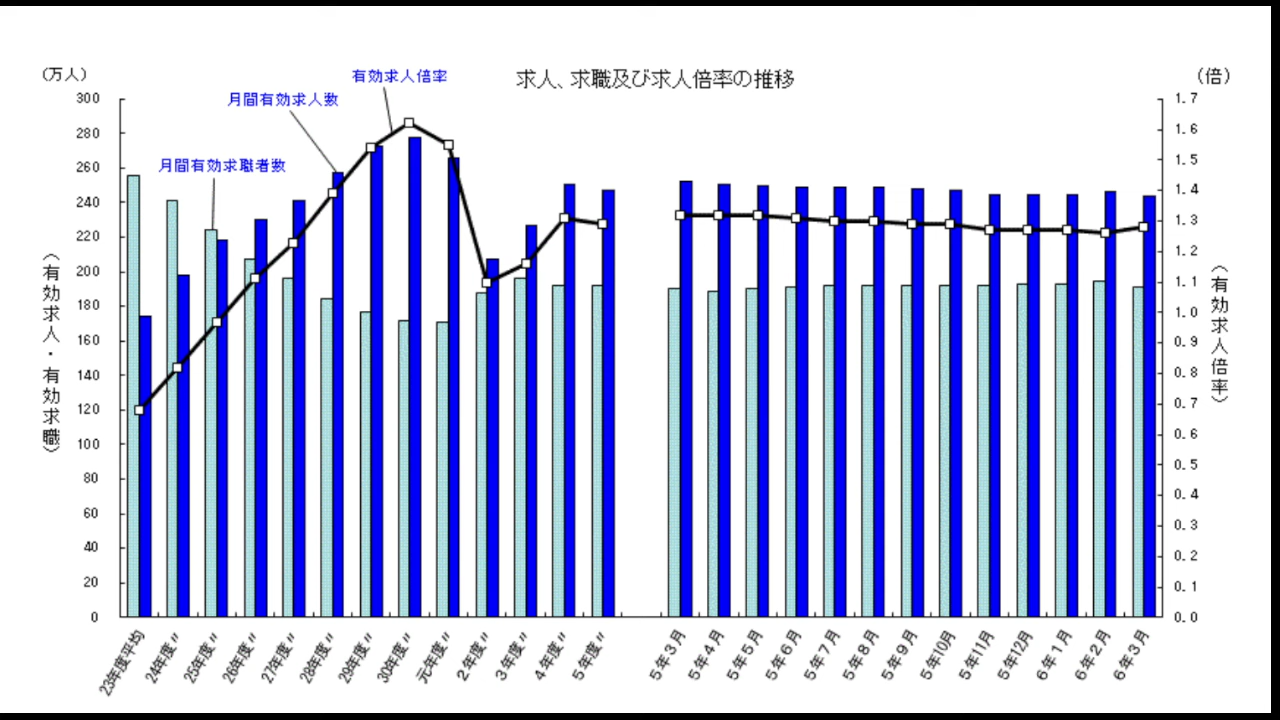 求人、求職及び求人倍率の推移
（万人）
（倍）
有効求人倍率
月間有効求人数
月間有効求職者数
300
280
260
240
220
200
180
160
140
120
100
80
60
40
20
0
（有効求人・有効求職）
1.7
1.6
1.5
1.4
1.3
1.2
1.1
1.0
0.9
0.8
0.7
0.6
0.5
0.4
0.3
0.2
0.1
0.0
（有効求人倍率）
23年度平均
24年度〃
25年度〃
26年度〃
27年度〃
28年度〃
29年度〃
30年度〃
元年度〃
2年度〃
3年度〃
4年度〃
5年度〃
5年3月
5年4月
5年5月
5年6月
5年7月
5年8月
5年9月
5年10月
5年11月
5年12月
6年1月
6年2月
6年3月